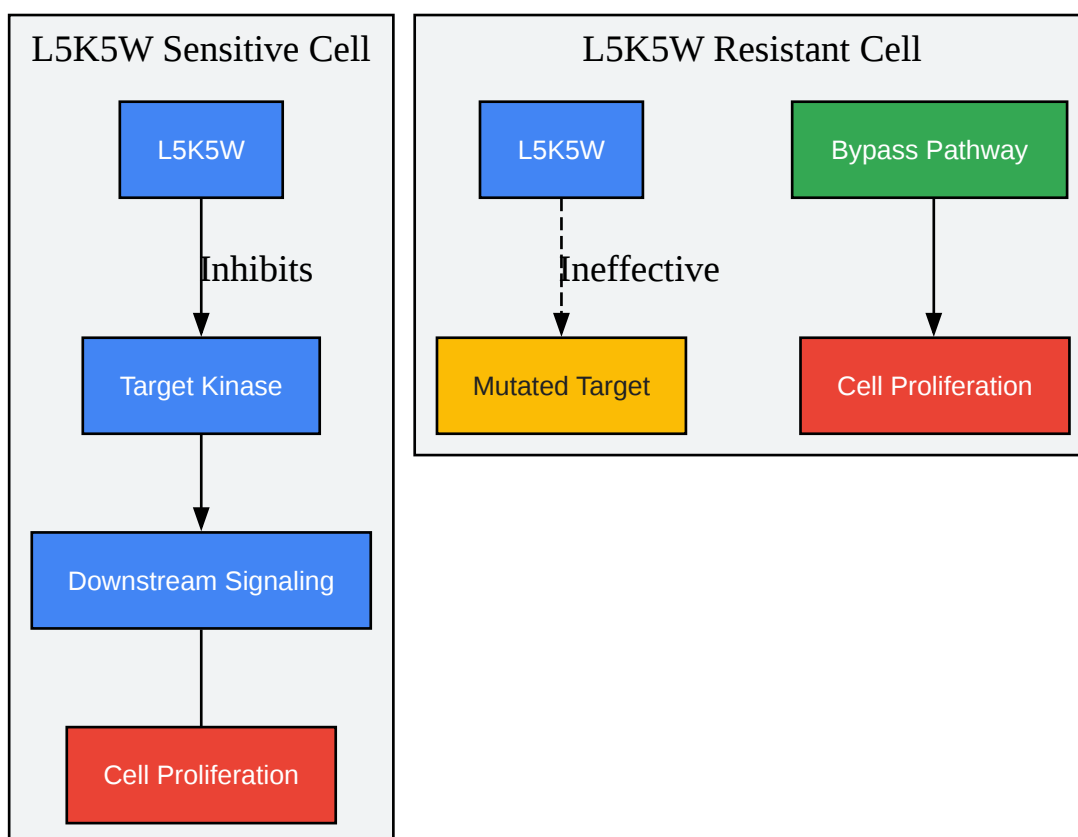 L5K5W Sensitive Cell
L5K5W
Inhibits
Target Kinase
Downstream Signaling
Cell Proliferation
L5K5W Resistant Cell
L5K5W
Bypass Pathway
Ineffective
Mutated Target
Cell Proliferation